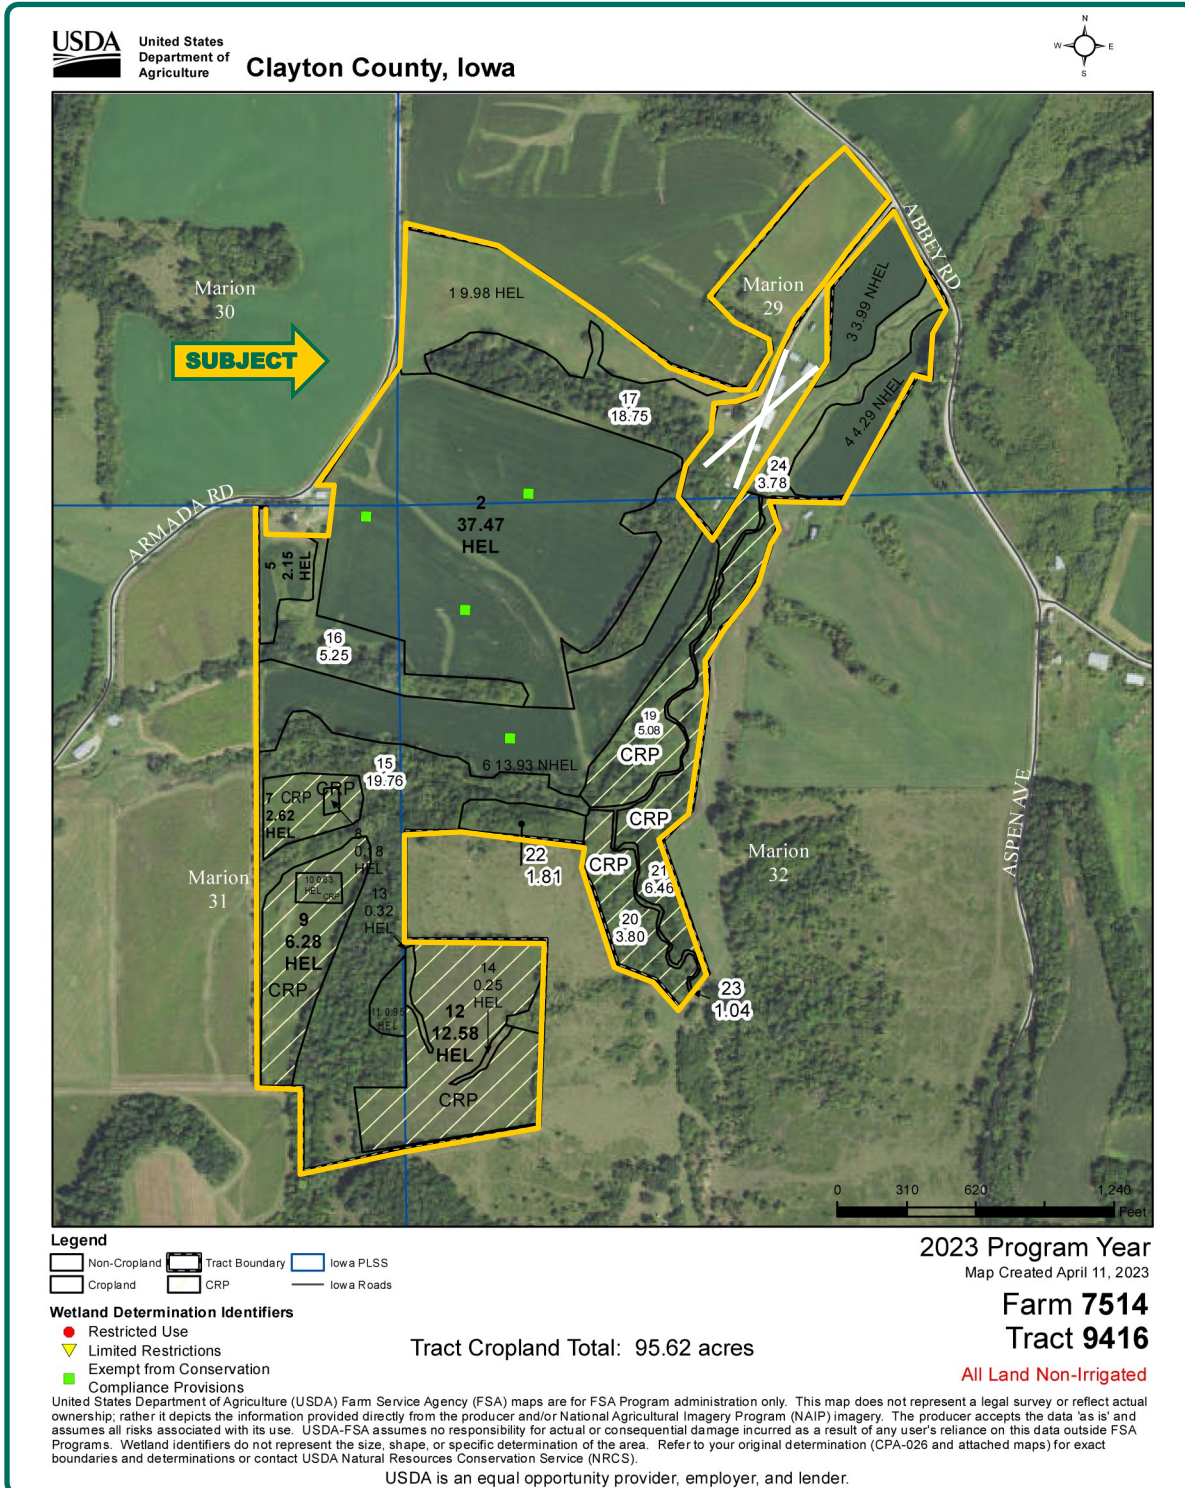 USDA
United States
Department of
Agriculture
Clayton County, Iowa
N
W
E
S
ABBEY RD
Marion
30
Marion
29
1 9.98 HEL
3 3.99 NHEL
SUBJECT
17
18.75
4 4.29 NHEL
24
3.78
ARMADA RD
2
37.47
HEL
5
2.15
HEL
16
5.25
19
5.08
CRP
6 13.93 NHEL
15
19.76
CRP
7 CRP
2.62
HEL
CRP
8
0.18
HEL
22
1.81
CRP
21
6.46
Marion
32
ASPEN AVE
Marion
31
10 0.63
HEL
CRP
13
0.32
HEL
9
6.28
HEL
CRP
20
3.80
14
0.25
HEL
23
1.04
11 0.95
HEL
12
12.58
HEL
CRP
0 310 620 1,240
Feet
Legend
Non-Cropland
Tract Boundary
Iowa PLSS
Cropland
CRP
Iowa Roads
Wetland Determination Identifiers
Restricted Use
Limited Restrictions
Exempt from Conservation
Compliance Provisions
Tract Cropland Total: 95.62 acres
2023 Program Year
Map Created April 11, 2023
Farm 7514
Tract 9416
All Land Non-Irrigated
United States Department of Agriculture (USDA) Farm Service Agency (FSA) maps are for FSA Program administration only. This map does not represent a legal survey or reflect actual
ownership; rather it depicts the information provided directly from the producer and/or National Agricultural Imagery Program (NAIP) imagery. The producer accepts the data 'as is' and
assumes all risks associated with its use. USDA-FSA assumes no responsibility for actual or consequential damage incurred as a result of any user's reliance on this data outside FSA
Programs. Wetland identifiers do not represent the size, shape, or specific determination of the area. Refer to your original determination (CPA-026 and attached maps) for exact
boundaries and determinations or contact USDA Natural Resources Conservation Service (NRCS).
USDA is an equal opportunity provider, employer, and lender.